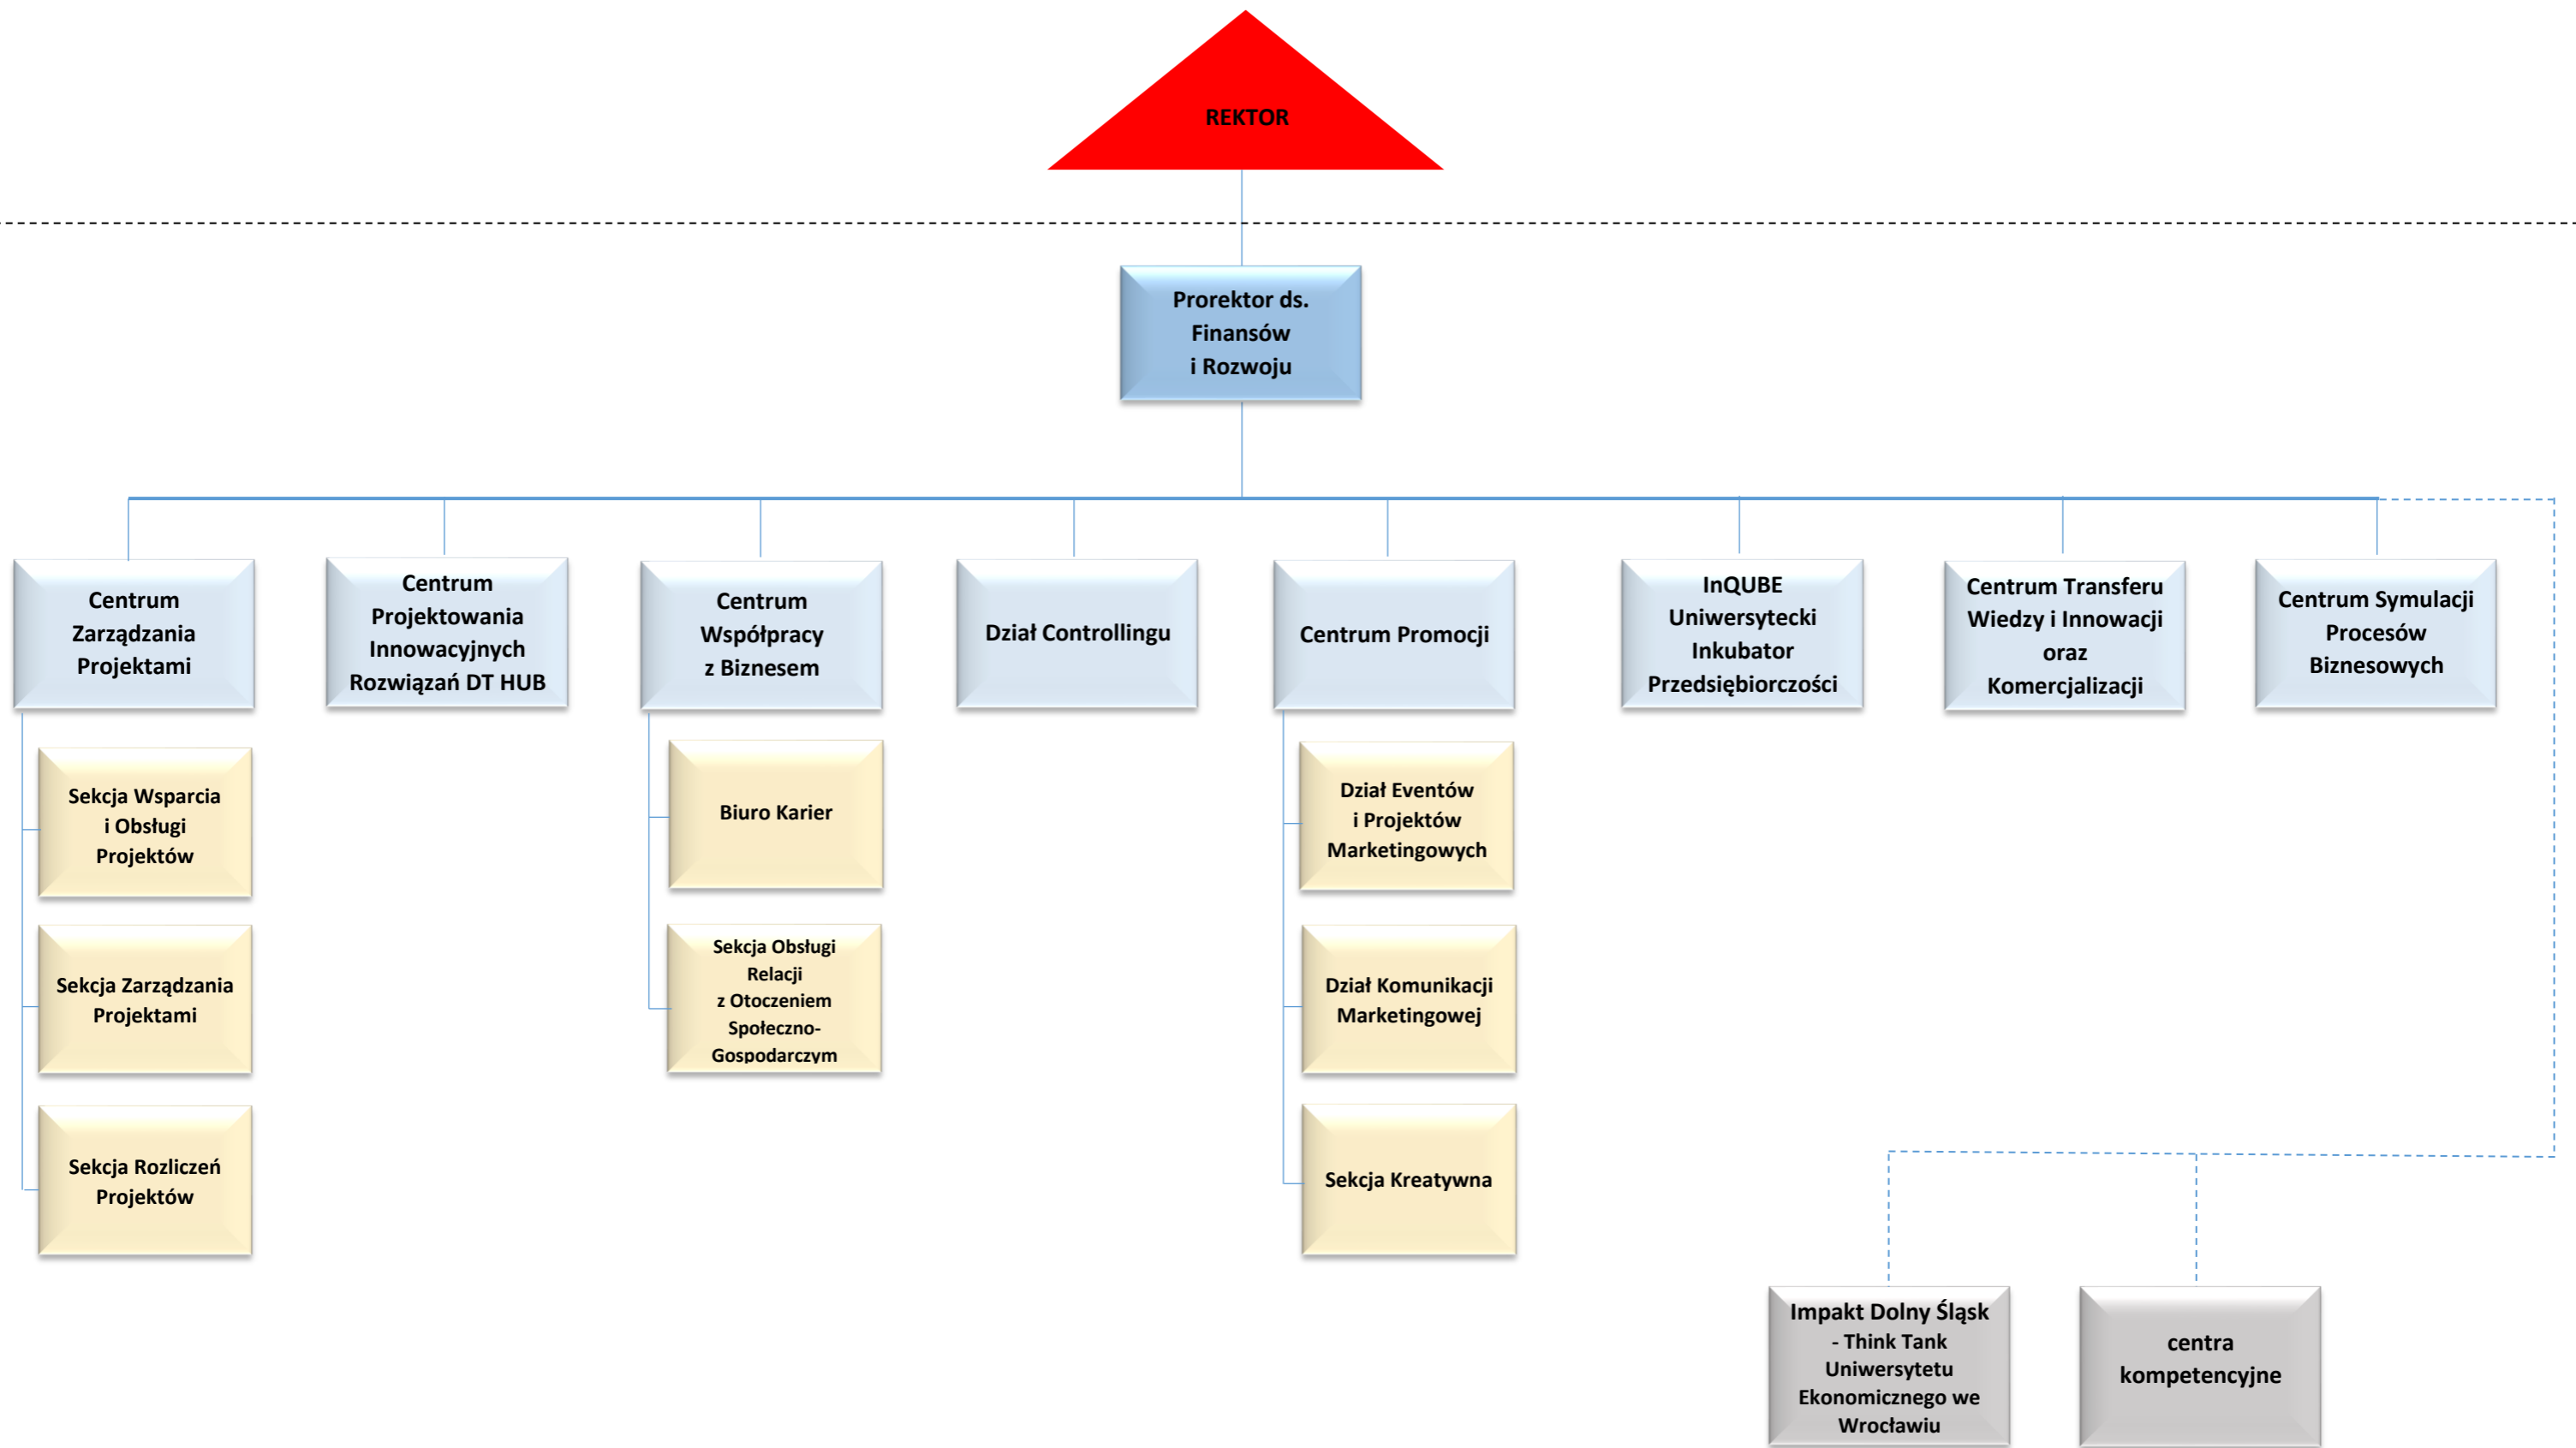 REKTOR
Prorektor ds.
Finansów
i Rozwoju
Centrum
Zarządzania
Projektami
Centrum
Projektowania
Innowacyjnych
Rozwiązań DT HUB
Centrum
Współpracy
z Biznesem
Dział Controllingu
Centrum Promocji
InQUBE
Uniwersytecki
Inkubator
Przedsiębiorczości
Centrum Transferu
Wiedzy i Innowacji
oraz
Komercjalizacji
Centrum Symulacji
Procesów
Biznesowych
Sekcja Wsparcia
i Obsługi
Projektów
Sekcja Zarządzania
Projektami
Sekcja Rozliczeń
Projektów
Biuro Karier
Sekcja Obsługi
Relacji
z Otoczeniem
Społeczno-
Gospodarczym
Dział Eventów
i Projektów
Marketingowych
Dział Komunikacji
Marketingowej
Sekcja Kreatywna
Impakt Dolny Śląsk
- Think Tank
Uniwersytetu
Ekonomicznego we
Wrocławiu
centra
kompetencyjne